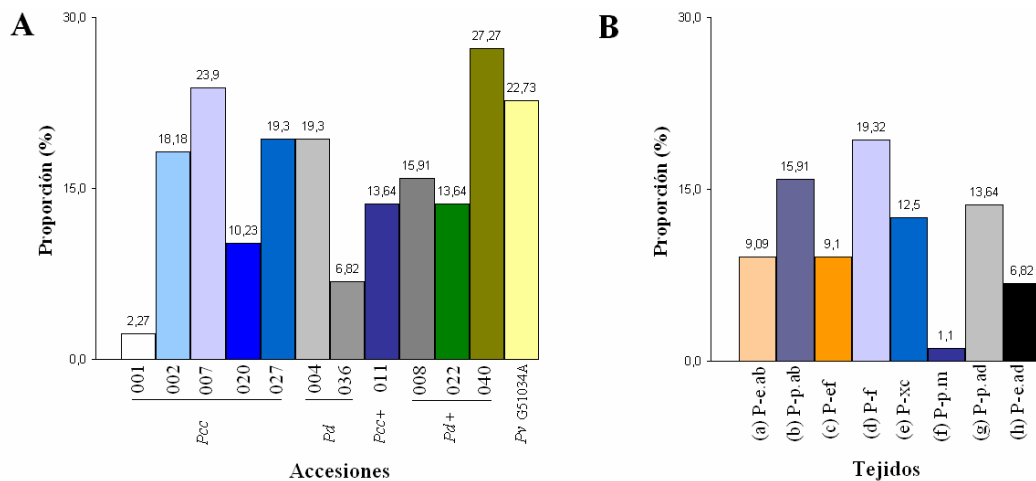 A
Proporción (%)
30,0
15,0
0,0
2,27
18,18
23,9
10,23
19,3
19,3
6,82
13,64
15,91
13,64
27,27
22,73
001
002
007
020
027
004
036
011
008
022
040
Pcc
Pd
Pcc+
Pd+
Pv G51034A
Accesiones
B
Proporción (%)
30,0
15,0
0,0
9,09
15,91
9,1
19,32
12,5
1,1
13,64
6,82
(a) P-e.ab
(b) P-p.ab
(c) P-ef
(d) P-f
(e) P-xc
(f) P-p.m
(g) P-p.ad
(h) P-e.ad
Tejidos